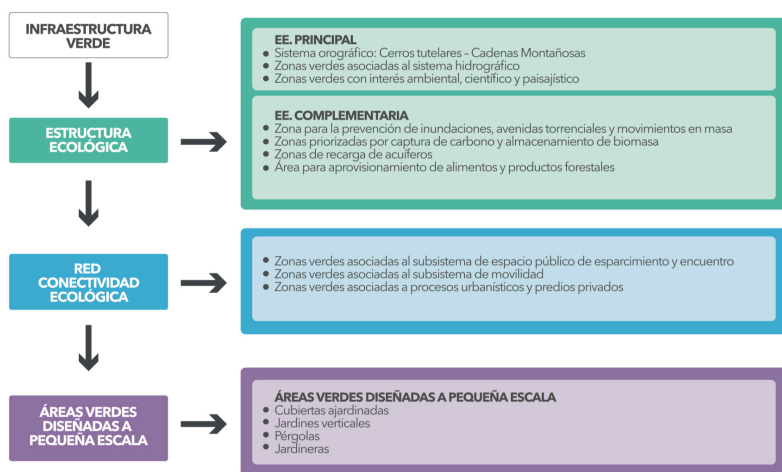 INFRAESTRUCTURA
VERDE
EE. PRINCIPAL
• Sistema orográfico: Cerros tutelares – Cadenas Montañosas
• Zonas verdes asociadas al sistema hidrográfico
• Zonas verdes con interés ambiental, científico y paisajístico
ESTRUCTURA
ECOLÓGICA
EE. COMPLEMENTARIA
• Zona para la prevención de inundaciones, avenidas torrenciales y movimientos en masa
• Zonas priorizadas por captura de carbono y almacenamiento de biomasa
• Zonas de recarga de acuíferos
• Área para aprovisionamiento de alimentos y productos forestales
RED
CONECTIVIDAD
ECOLÓGICA
• Zonas verdes asociadas al subsistema de espacio público de esparcimiento y encuentro
• Zonas verdes asociadas al subsistema de movilidad
• Zonas verdes asociadas a procesos urbanísticos y predios privados
ÁREAS VERDES
DISEÑADAS A
PEQUEÑA ESCALA
ÁREAS VERDES DISEÑADAS A PEQUEÑA ESCALA
• Cubiertas ajardinadas
• Jardines verticales
• Pérgolas
• Jardineras